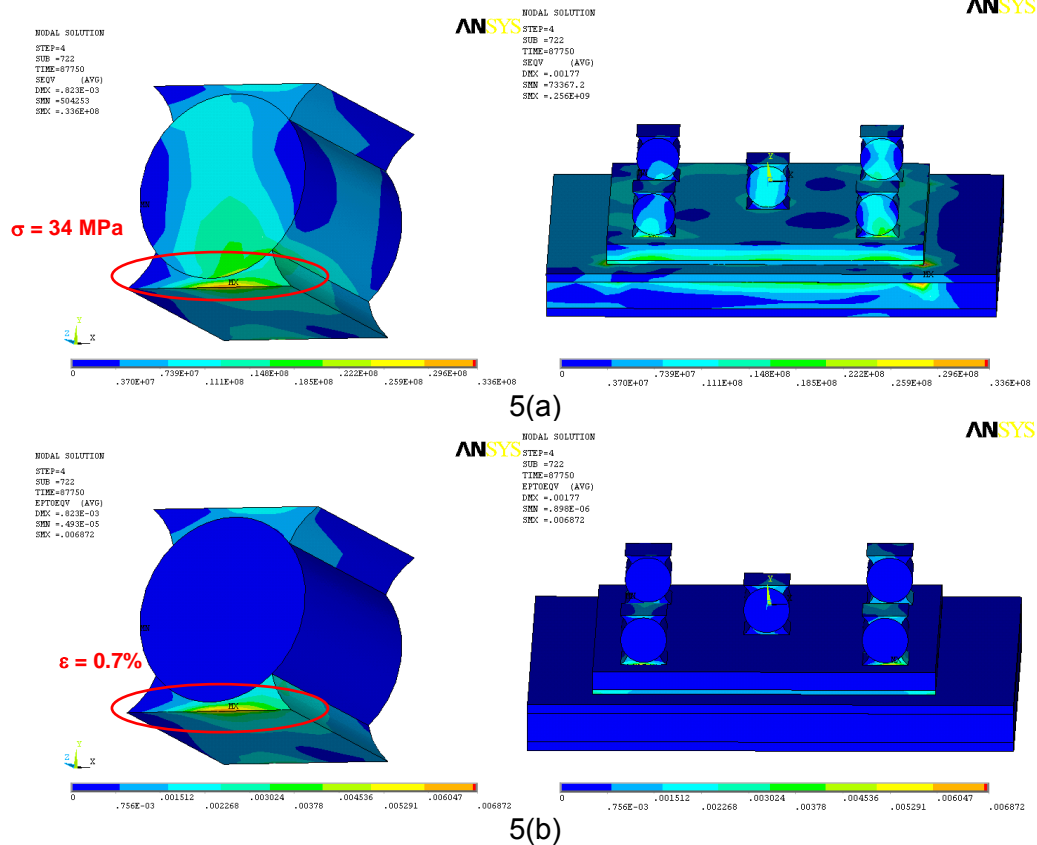 ANSYS
NODAL SOLUTION
STEP=4
SUB =722
TIME=87750
SEQV (AVG)
DMX =.823E-03
SMN =504253
SMX =.336E+08
σ = 34 MPa
MX
Y
Z X
0 .370E+07 .739E+07 .111E+08 .148E+08 .185E+08 .222E+08 .259E+08 .296E+08 .336E+08
ANSYS
NODAL SOLUTION
STEP=4
SUB =722
TIME=87750
SEQV (AVG)
DMX =.00177
SMN =73367.2
SMX =.256E+09
Y
MX
0 .370E+07 .739E+07 .111E+08 .148E+08 .185E+08 .222E+08 .259E+08 .296E+08 .336E+08
5(a)
ANSYS
NODAL SOLUTION
STEP=4
SUB =722
TIME=87750
EPTOEQV (AVG)
DMX =.823E-03
SMN =.493E-05
SMX =.006872
ε = 0.7%
MX
Y
Z X
0 .756E-03 .001512 .002268 .003024 .00378 .004536 .005291 .006047 .006872
ANSYS
NODAL SOLUTION
STEP=4
SUB =722
TIME=87750
EPTOEQV (AVG)
DMX =.00177
SMN =.898E-06
SMX =.006872
Y
0 .756E-03 .001512 .002268 .003024 .00378 .004536 .005291 .006047 .006872
5(b)